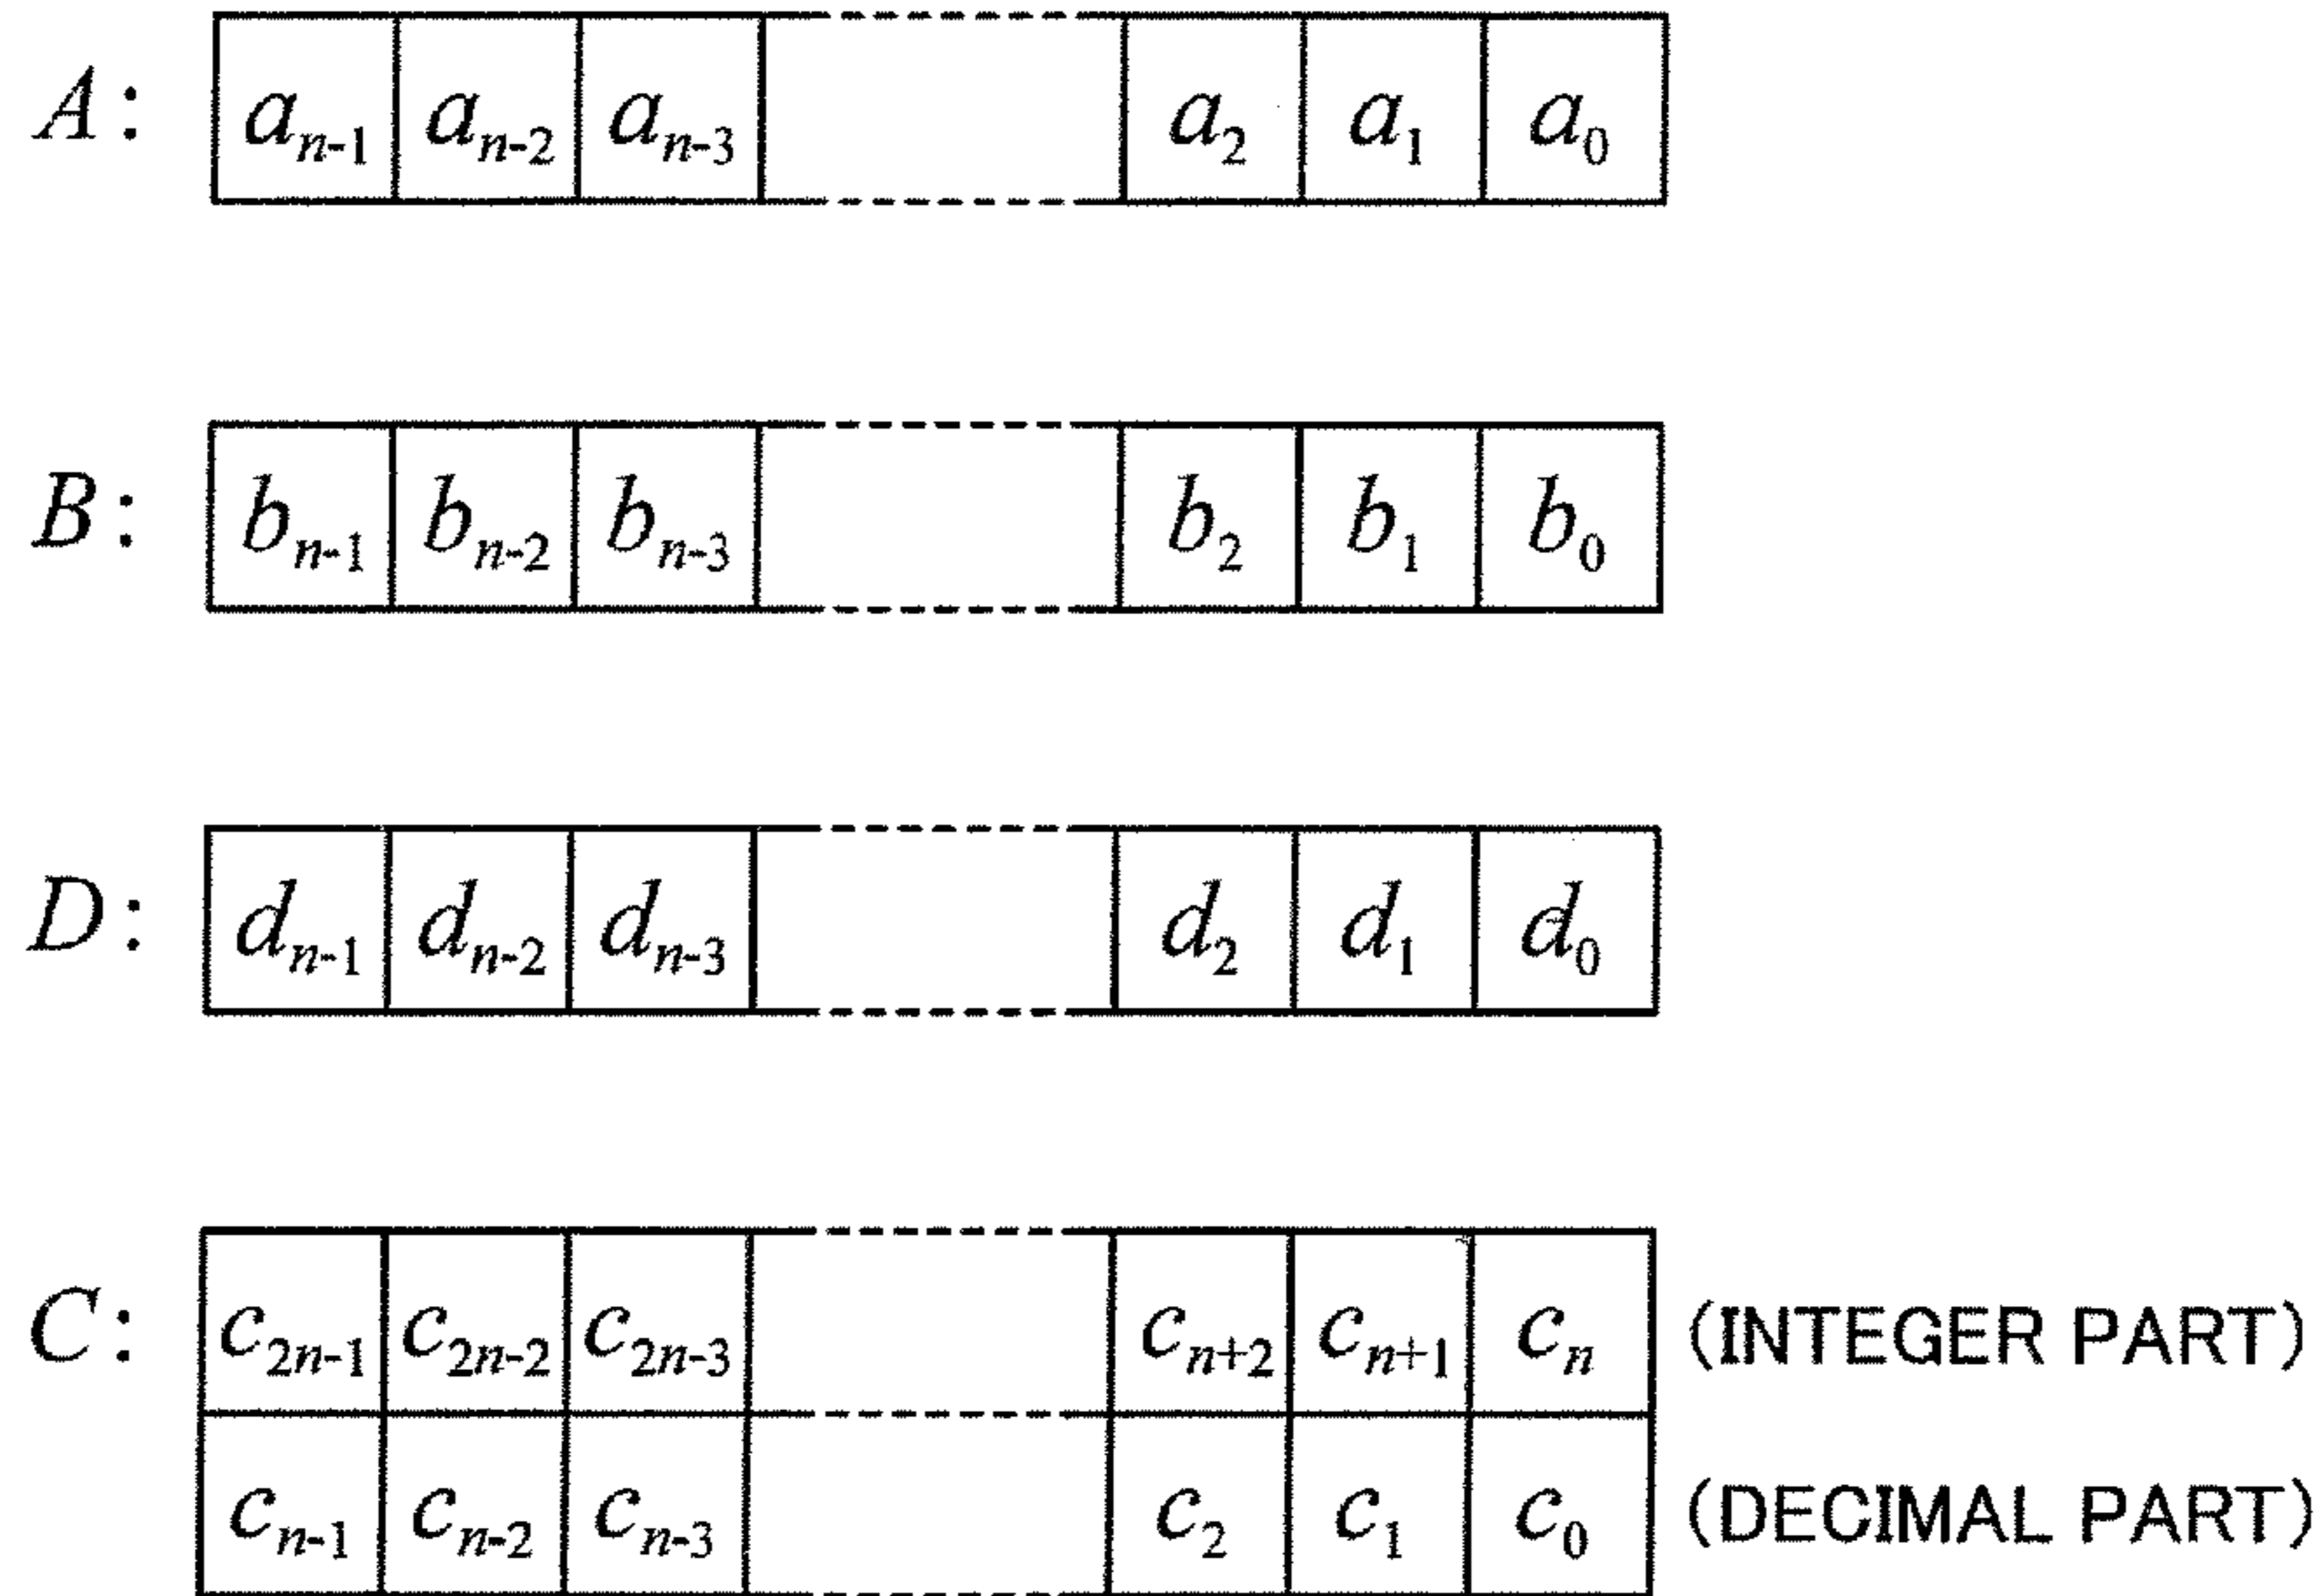 A: a_{n-1} a_{n-2} a_{n-3} a_2 a_1 a_0
B: b_{n-1} b_{n-2} b_{n-3} b_2 b_1 b_0
D: d_{n-1} d_{n-2} d_{n-3} d_2 d_1 d_0
C: c_{2n-1} c_{2n-2} c_{2n-3} c_{n+2} c_{n+1} c_n (INTEGER PART)
c_{n-1} c_{n-2} c_{n-3} c_2 c_1 c_0 (DECIMAL PART)